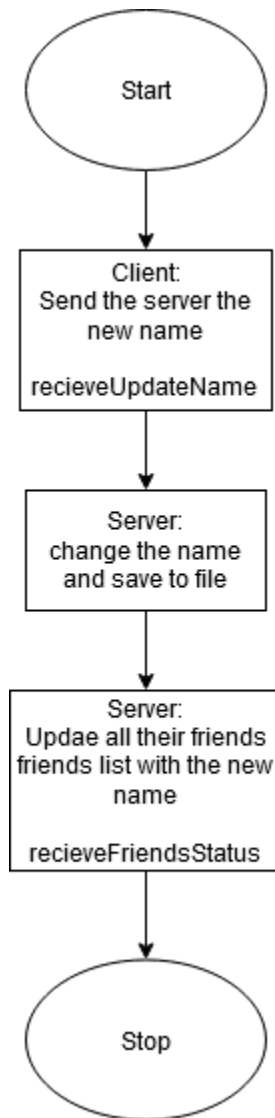 Start
Client:
Send the server the
new name
recieveUpdateName
Server:
change the name
and save to file
Server:
Updae all their friends
friends list with the new
name
recieveFriendsStatus
Stop